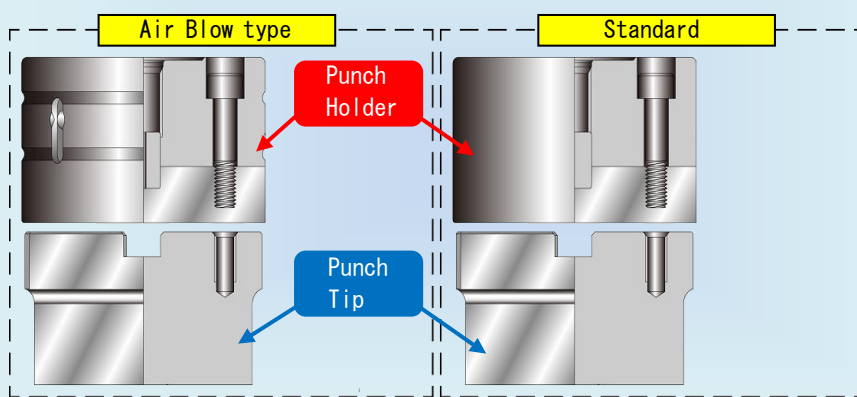 Air Blow type
Standard
Punch
Holder
Punch
Tip